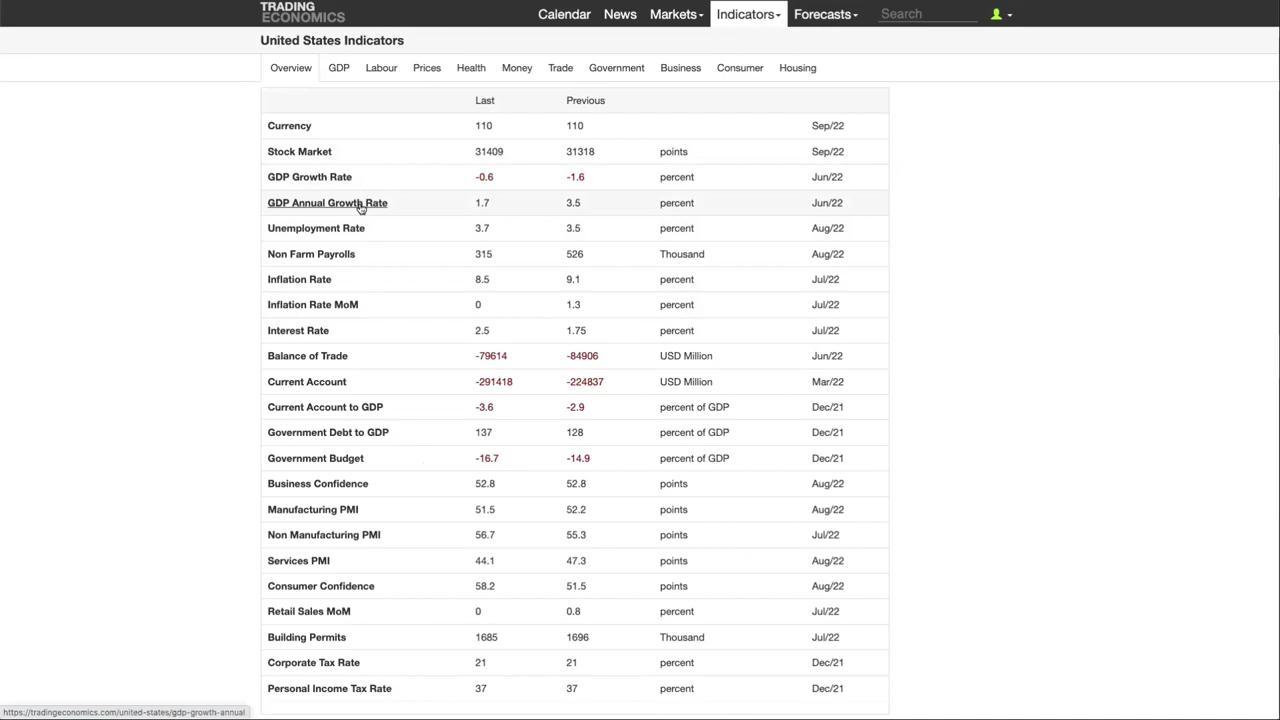 TRADING
ECONOMICS
Calendar News Markets Indicators Forecasts Search
United States Indicators
Overview GDP Labour Prices Health Money Trade Government Business Consumer Housing
Last Previous
Currency 110 110 Sep/22
Stock Market 31409 31318 points Sep/22
GDP Growth Rate -0.6 -1.6 percent Jun/22
GDP Annual Growth Rate 1.7 3.5 percent Jun/22
Unemployment Rate 3.7 3.5 percent Aug/22
Non Farm Payrolls 315 526 Thousand Aug/22
Inflation Rate 8.5 9.1 percent Jul/22
Inflation Rate MoM 0 1.3 percent Jul/22
Interest Rate 2.5 1.75 percent Jul/22
Balance of Trade -79614 -84906 USD Million Jun/22
Current Account -291418 -224837 USD Million Mar/22
Current Account to GDP -3.6 -2.9 percent of GDP Dec/21
Government Debt to GDP 137 128 percent of GDP Dec/21
Government Budget -16.7 -14.9 percent of GDP Dec/21
Business Confidence 52.8 52.8 points Aug/22
Manufacturing PMI 51.5 52.2 points Aug/22
Non Manufacturing PMI 56.7 55.3 points Jul/22
Services PMI 44.1 47.3 points Aug/22
Consumer Confidence 58.2 51.5 points Aug/22
Retail Sales MoM 0 0.8 percent Jul/22
Building Permits 1685 1696 Thousand Jul/22
Corporate Tax Rate 21 21 percent Dec/21
Personal Income Tax Rate 37 37 percent Dec/21
https://tradingeconomics.com/united-states/gdp-growth-annual